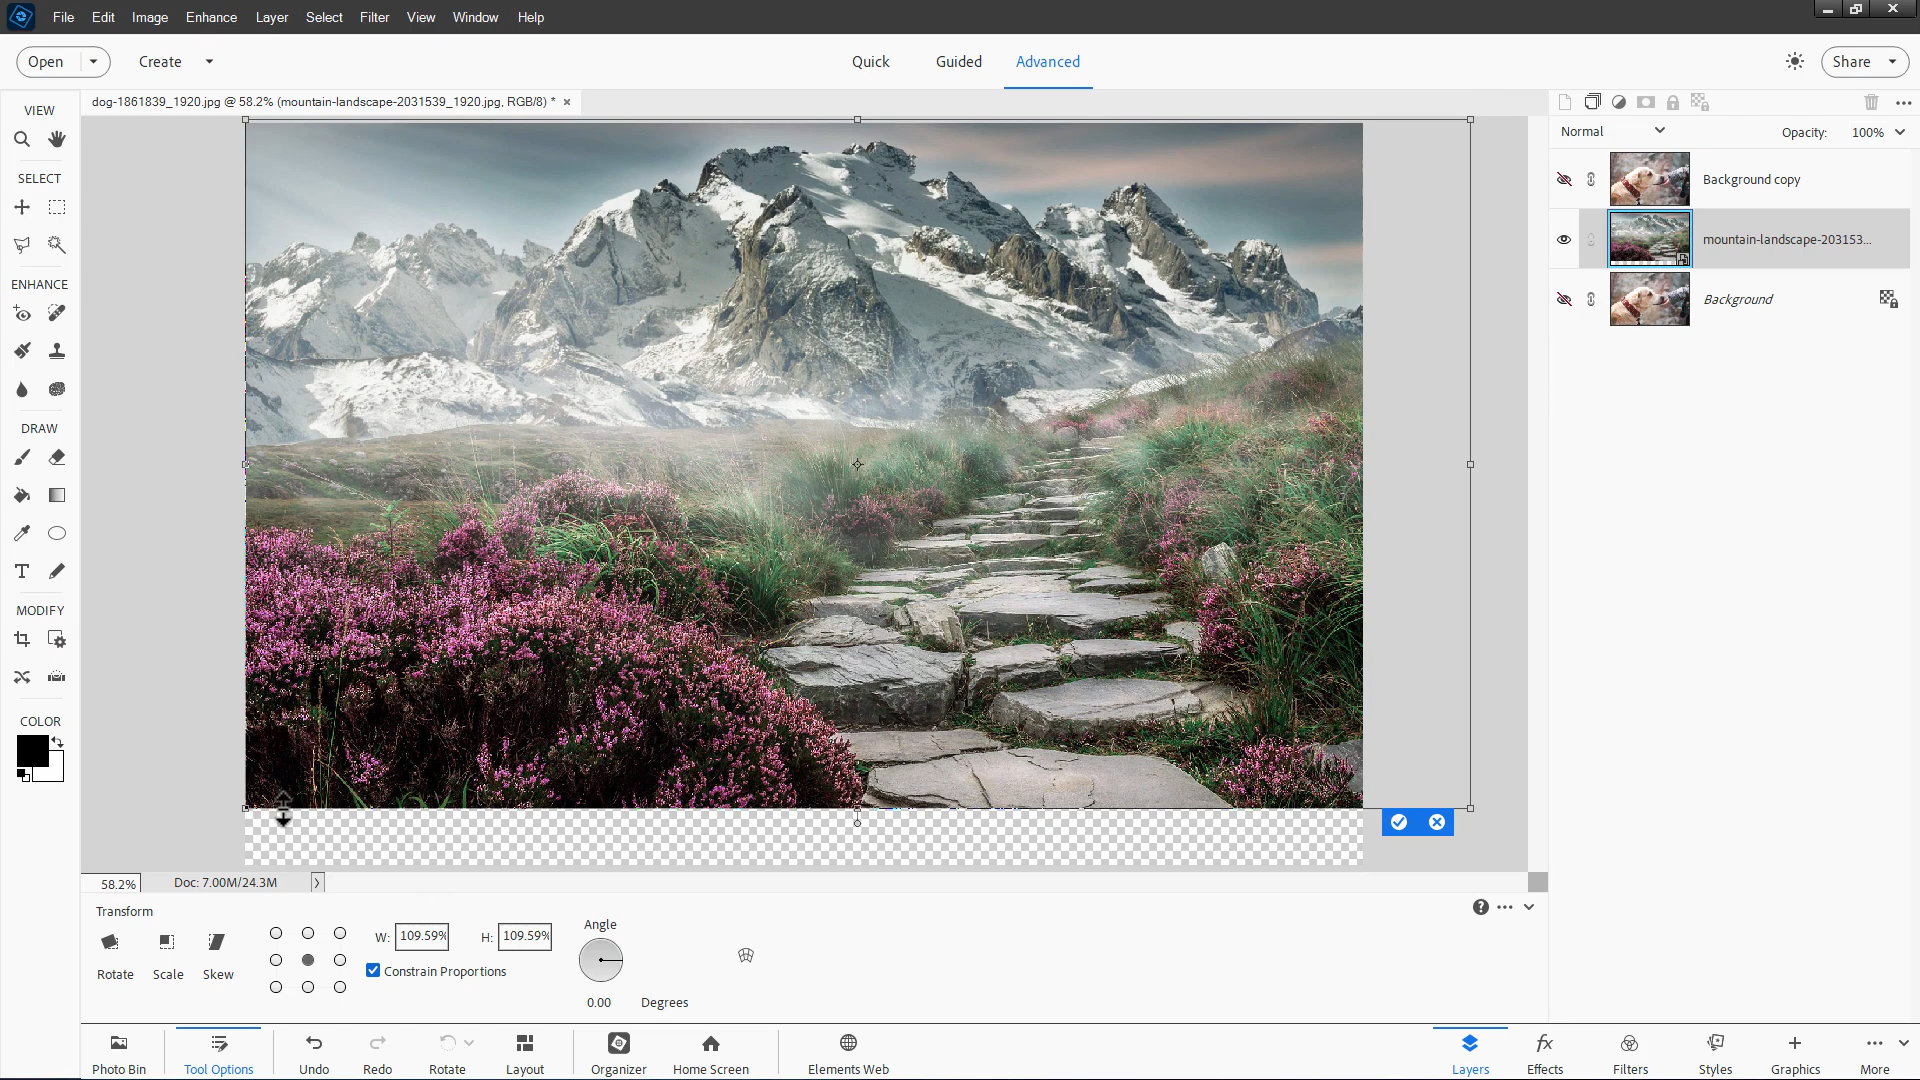 File Edit Image Enhance Layer Select Filter View Window Help
Open Create Quick Guided Advanced Share
dog-1861839_1920.jpg @ 58.2% (mountain-landscape-2031539_1920.jpg, RGB/8) * ×
VIEW
SELECT
ENHANCE
DRAW
MODIFY
COLOR
Normal Opacity: 100%
Background copy
mountain-landscape-203153...
Background
58.2% Doc: 7.00M/24.3M
Transform
Rotate Scale Skew
W: 109.59% H: 109.59%
Constrain Proportions
Angle
0.00 Degrees
Photo Bin Tool Options Undo Redo Rotate Layout Organizer Home Screen Elements Web Layers Effects Filters Styles Graphics More